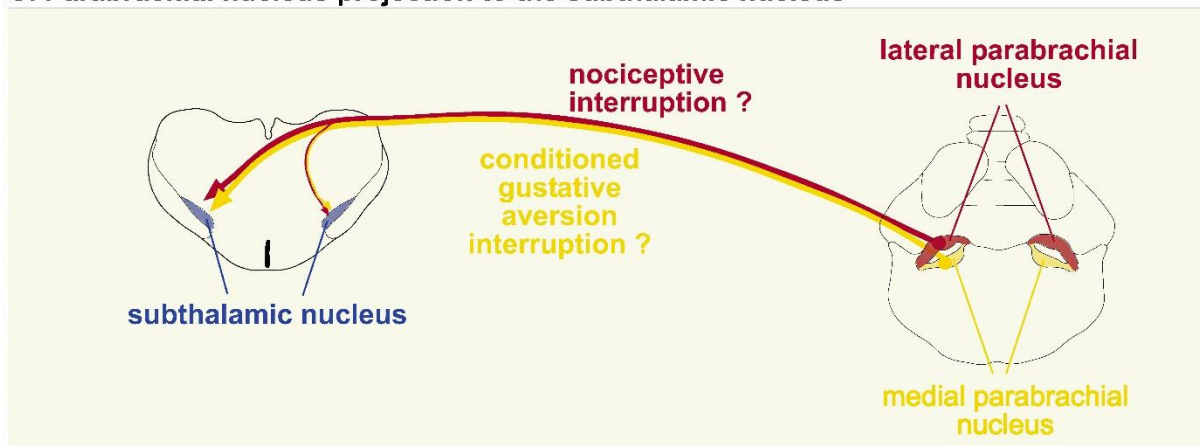 nociceptive
interruption ?
conditioned
gustative
aversion
interruption ?
subthalamic nucleus
lateral parabrachial
nucleus
medial parabrachial
nucleus